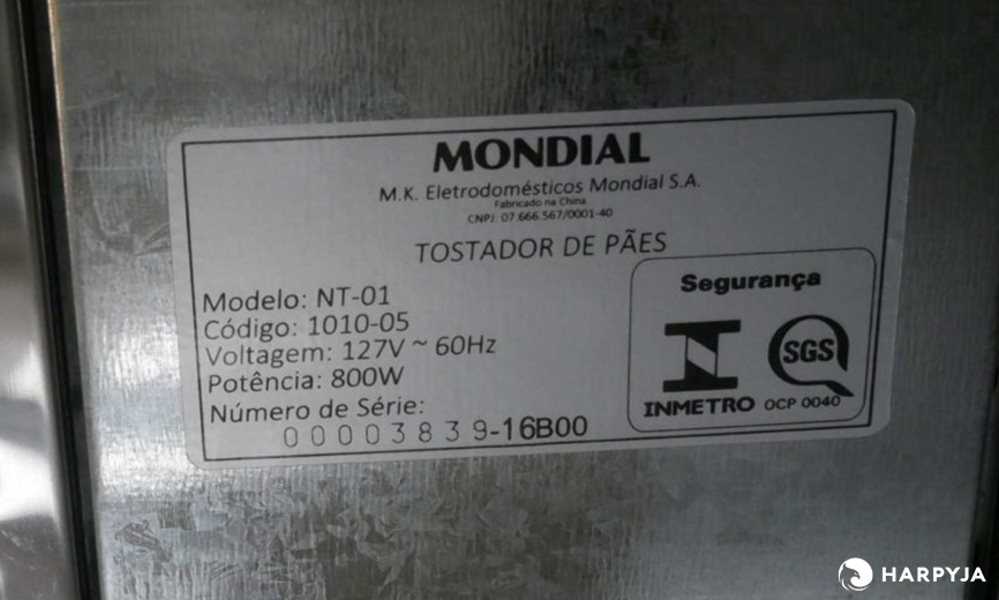 MONDIAL
M.K. Eletrodomésticos Mondial S.A.
Fabricado na China
CNPJ: 07.666.567/0001-40
TOSTADOR DE PÃES
Modelo: NT-01
Código: 1010-05
Voltagem: 127V ~ 60Hz
Potência: 800W
Número de Série:
00003839-16B00
Segurança
SGS
INMETRO OCP 0040
HARPYJA